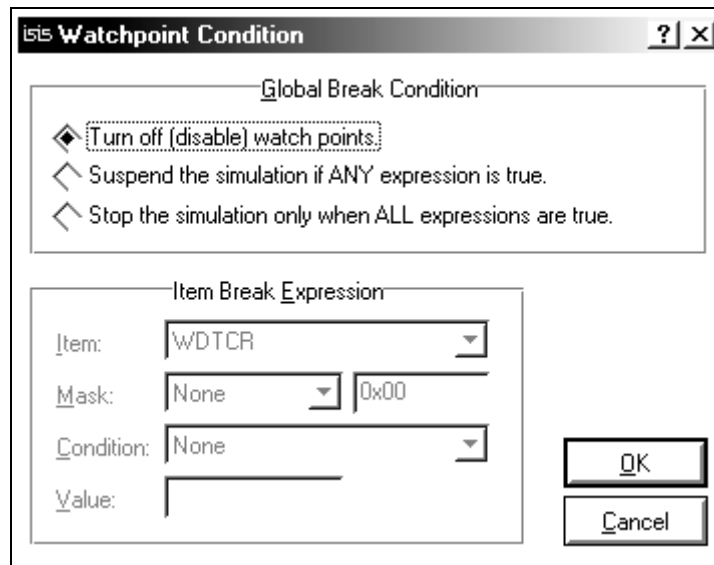 isis Watchpoint Condition
Global Break Condition
Turn off (disable) watch points.
Suspend the simulation if ANY expression is true.
Stop the simulation only when ALL expressions are true.
Item Break Expression
Item: WDTCR
Mask: None 0x00
Condition: None
Value:
OK
Cancel